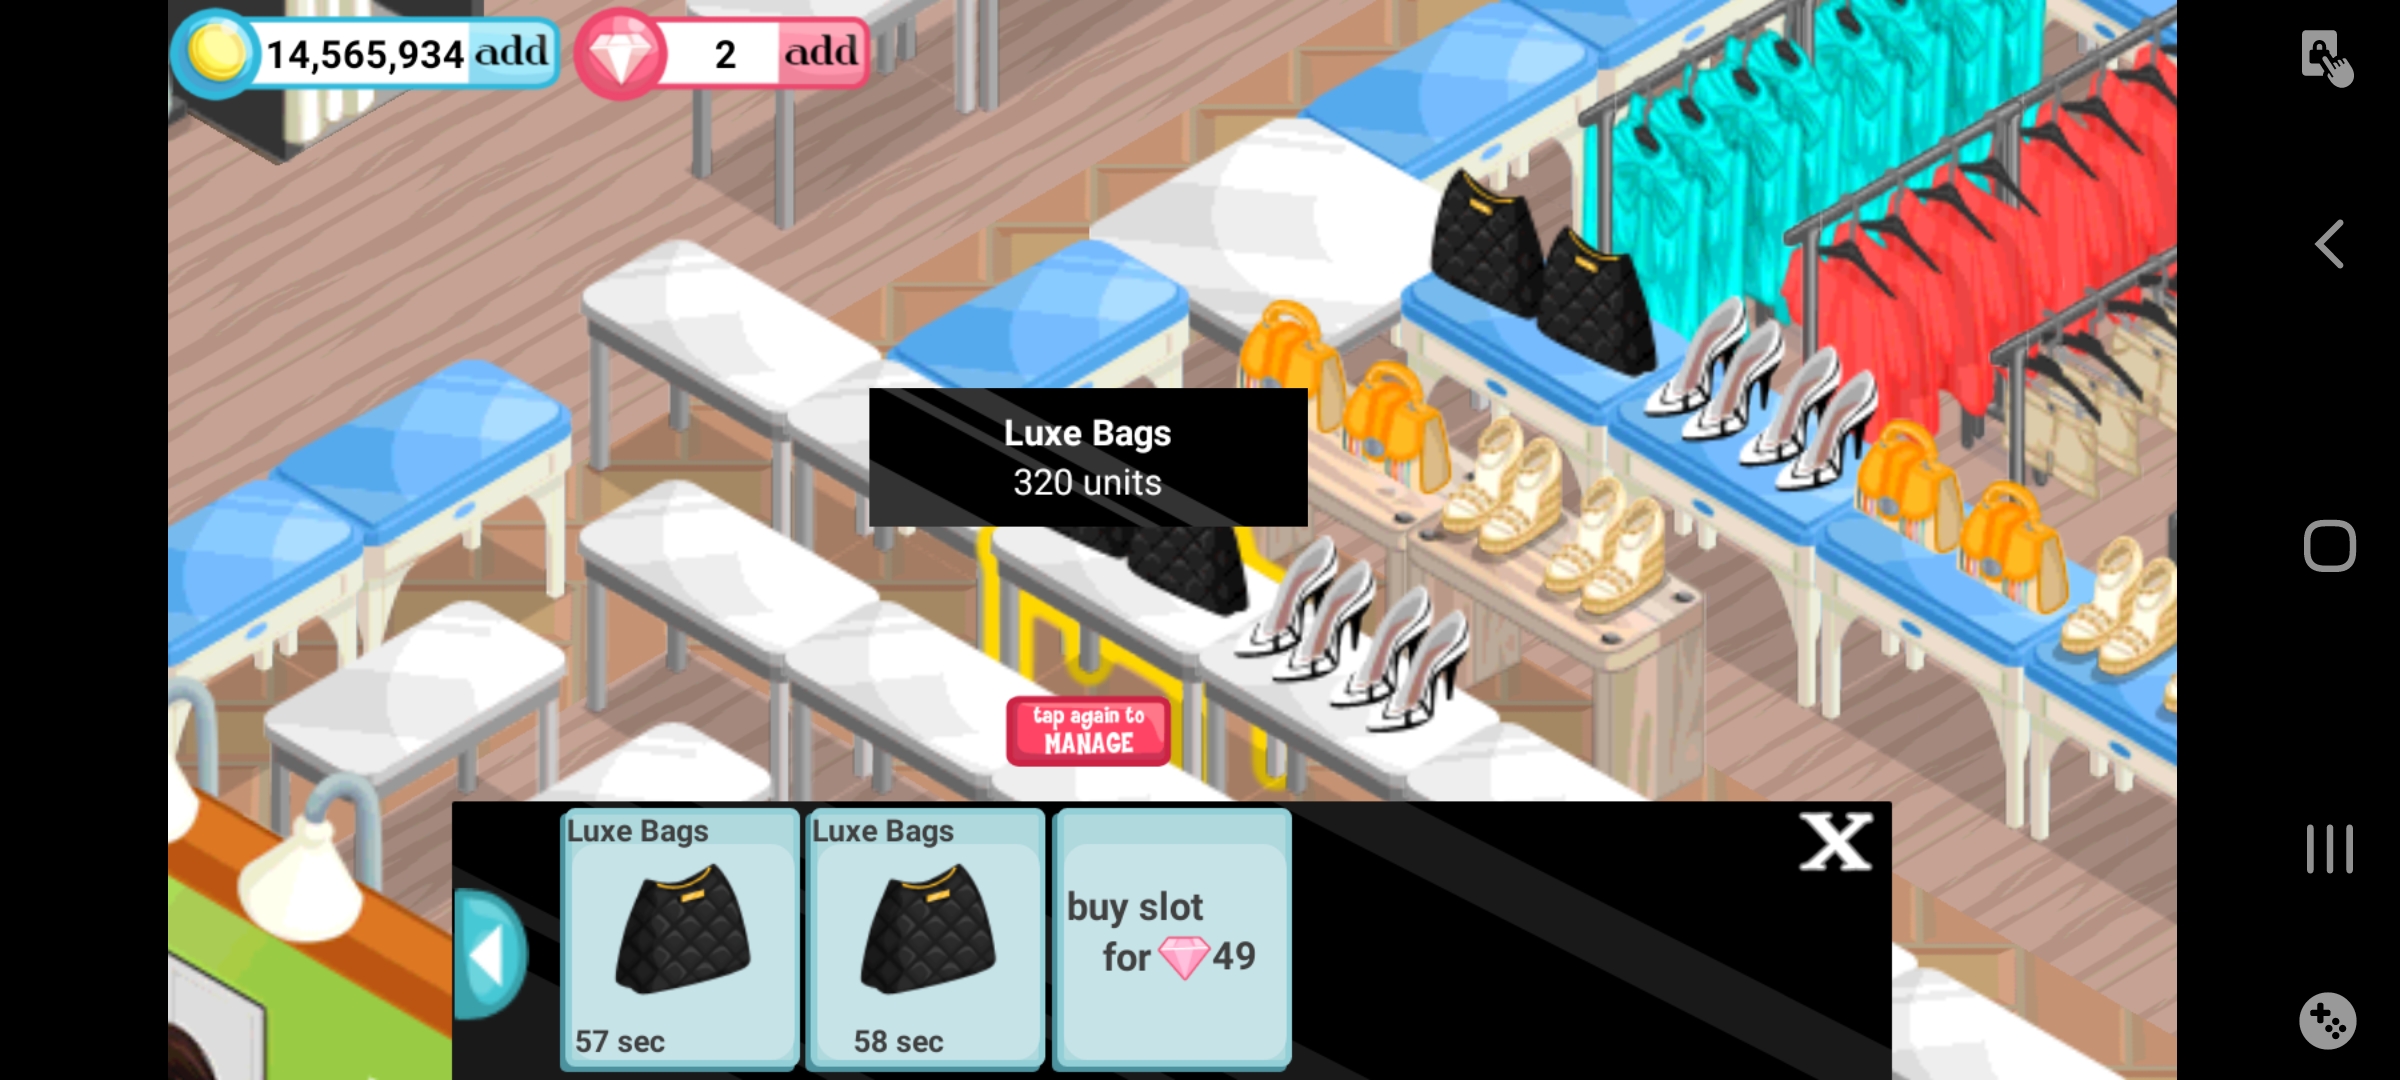 14,565,934 add
2 add
Luxe Bags
320 units
tap again to
MANAGE
X
Luxe Bags
57 sec
Luxe Bags
58 sec
buy slot
for 49